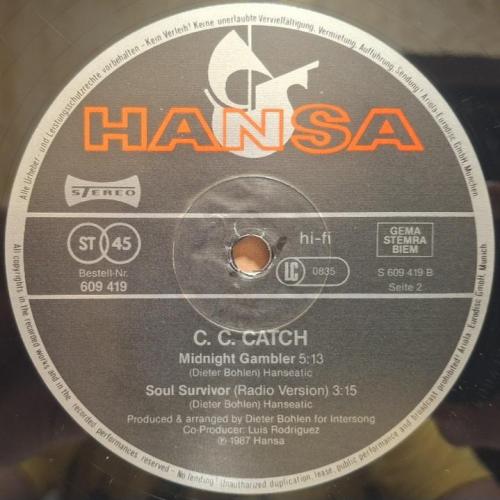 Alle Urheber- und Leistungsschutzrechte vorbehalten - Kein Verleih! Keine unerlaubte Vervielfältigung, Vermietung, Aufführung, Sendung! Ariola-Eurodisc GmbH, München
HANSA
STEREO
ST 45
Bestell-Nr.
609 419
hi-fi
LC 0835
GEMA
STEMRA
BIEM
S 609 419 B
Seite 2
C. C. CATCH
Midnight Gambler 5:13
(Dieter Bohlen) Hanseatic
Soul Survivor (Radio Version) 3:15
(Dieter Bohlen) Hanseatic
Produced & arranged by Dieter Bohlen for Intersong
Co-Producer: Luis Rodriguez
℗ 1987 Hansa
All copyrights in the recorded works and in the recorded performances reserved – No lending! Unauthorized duplication, lease, public performance and broadcast prohibited! Ariola-Eurodisc GmbH, Munich